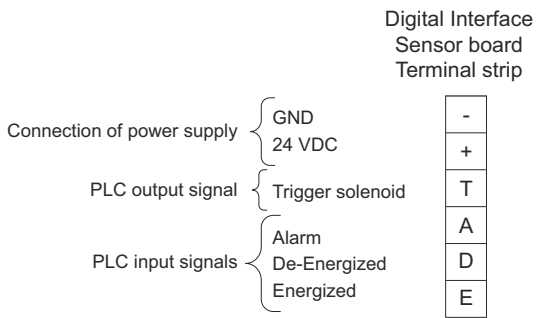 Digital Interface
Sensor board
Terminal strip
Connection of power supply
GND
24 VDC
-
+
PLC output signal
Trigger solenoid
T
PLC input signals
Alarm
De-Energized
Energized
A
D
E